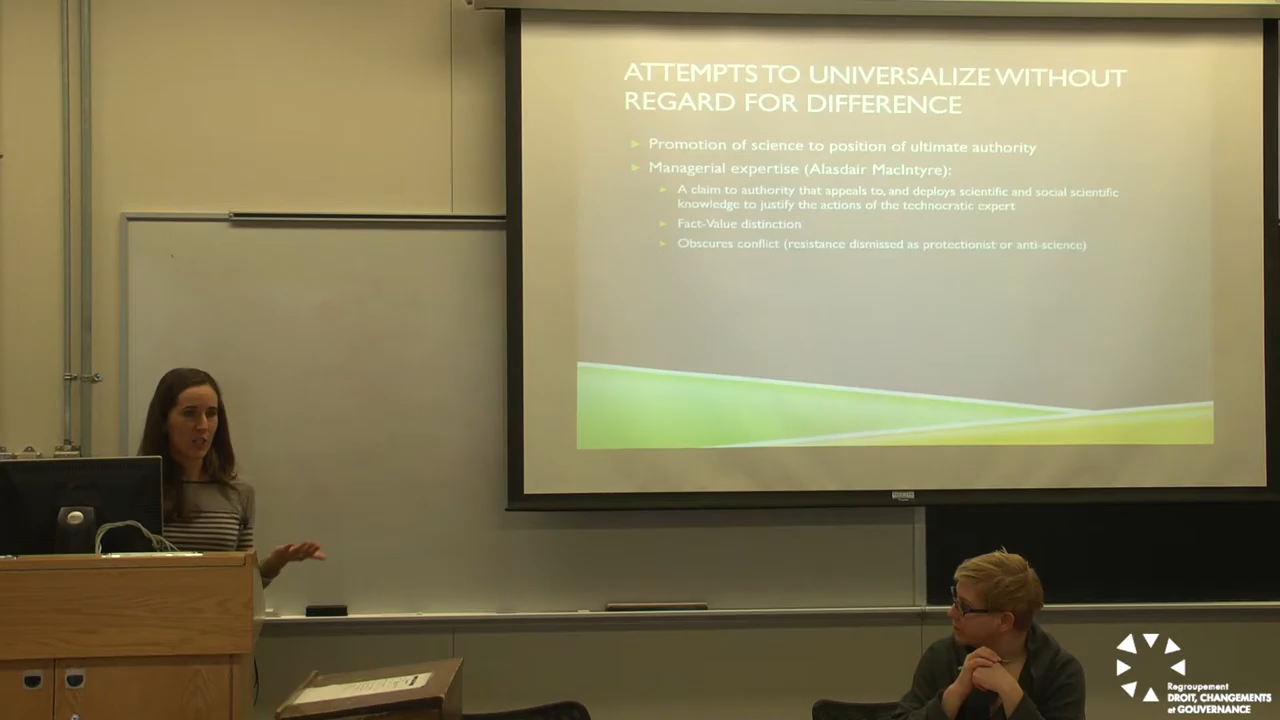 ATTEMPTS TO UNIVERSALIZE WITHOUT
REGARD FOR DIFFERENCE
Promotion of science to position of ultimate authority
Managerial expertise (Alasdair MacIntyre):
A claim to authority that appeals to, and deploys scientific and social scientific
knowledge to justify the actions of the technocratic expert
Fact-Value distinction
Obscures conflict (resistance dismissed as protectionist or anti-science)
Regroupement
DROIT, CHANGEMENTS
et GOUVERNANCE